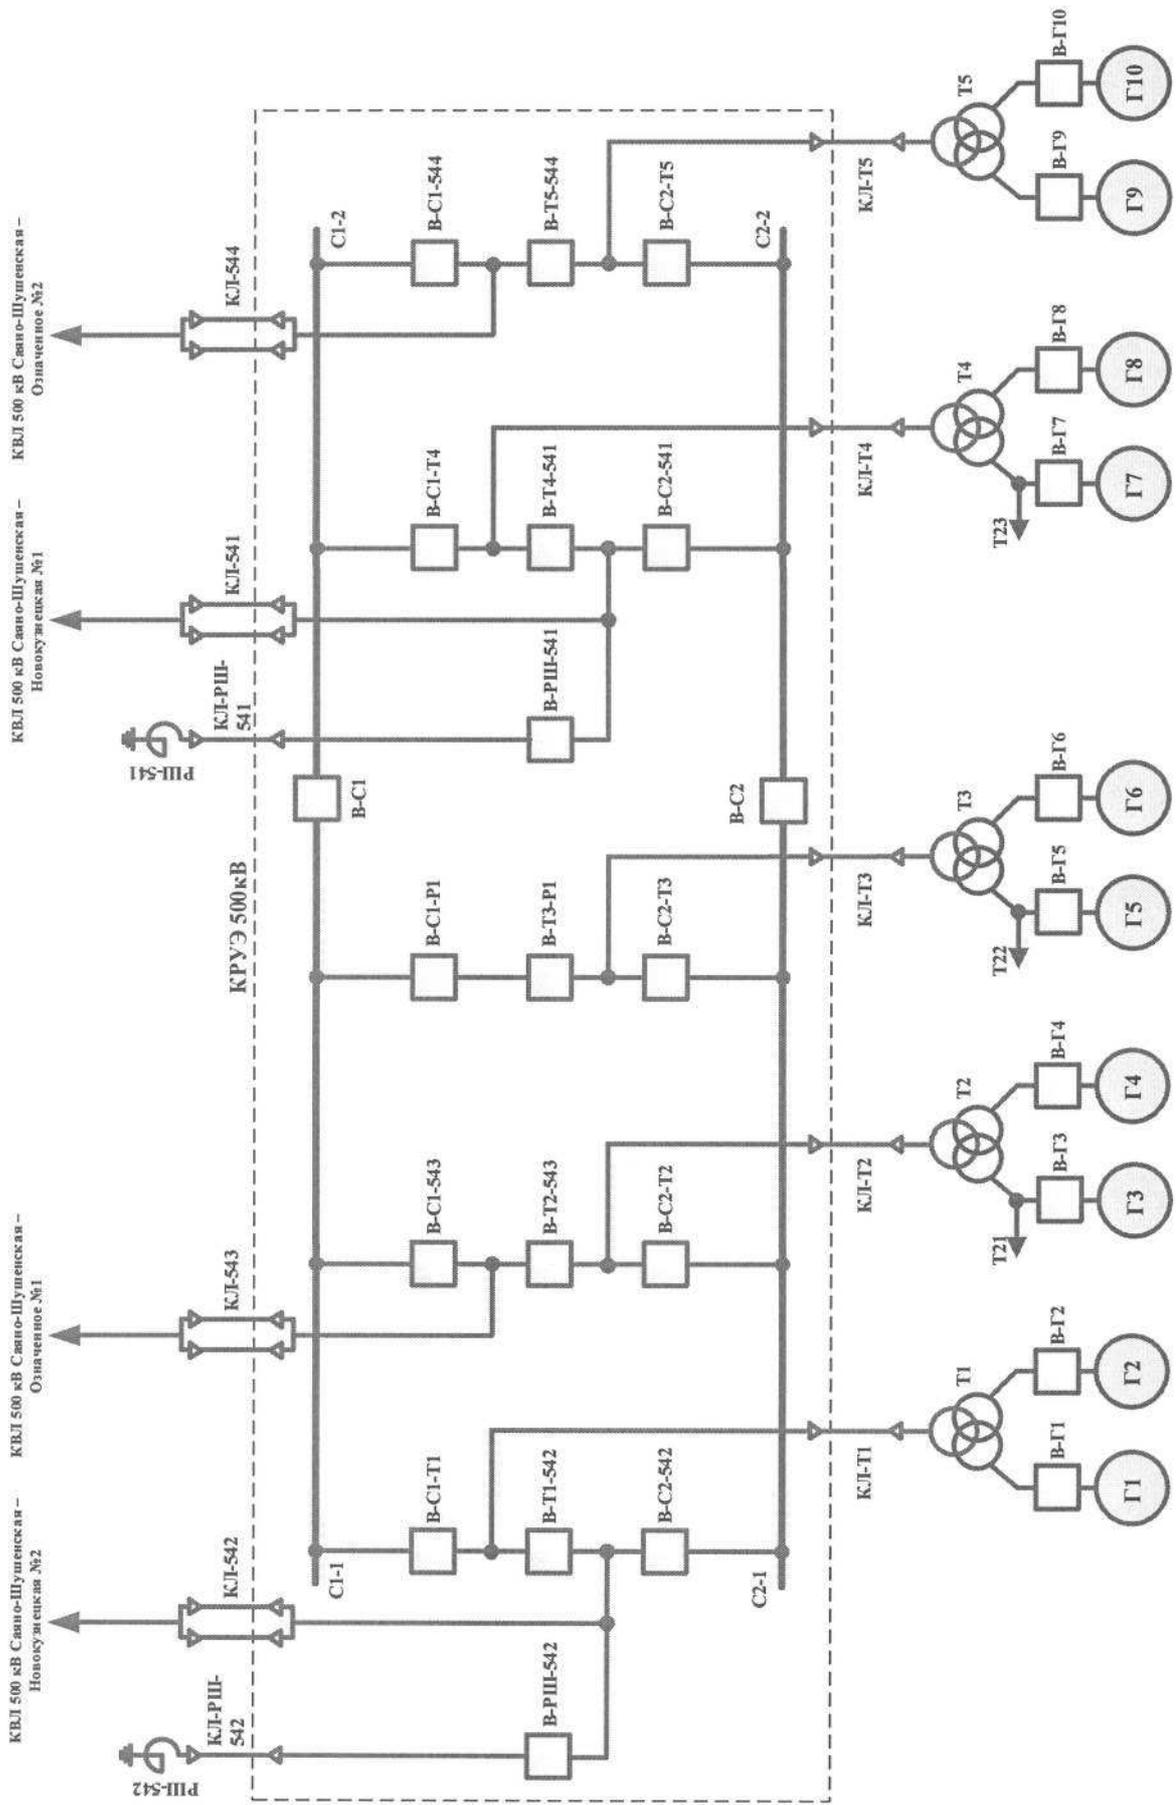 КВЛ 500 кВ Саяно-Шушенская –
Новокузнецкая №2
КВЛ 500 кВ Саяно-Шушенская –
Означенное №1
КВЛ 500 кВ Саяно-Шушенская –
Новокузнецкая №1
КВЛ 500 кВ Саяно-Шушенская –
Означенное №2
РШ-542
КЛ-РШ-
542
КЛ-542
КЛ-543
РШ-541
КЛ-РШ-
541
КЛ-541
КЛ-544
КРУЭ 500кВ
С1-1
В-С1
С1-2
В-С1-Т1
В-С1-543
В-С1-Р1
В-С1-Т4
В-С1-544
В-РШ-542
В-Т1-542
В-Т2-543
В-Т3-Р1
В-РШ-541
В-Т4-541
В-Т5-544
В-С2-542
В-С2-Т2
В-С2-Т3
В-С2-541
В-С2-Т5
С2-1
В-С2
С2-2
КЛ-Т1
КЛ-Т2
КЛ-Т3
КЛ-Т4
КЛ-Т5
Т1
Т2
Т3
Т4
Т5
Т21
Т22
Т23
В-Г1
В-Г2
В-Г3
В-Г4
В-Г5
В-Г6
В-Г7
В-Г8
В-Г9
В-Г10
Г1
Г2
Г3
Г4
Г5
Г6
Г7
Г8
Г9
Г10